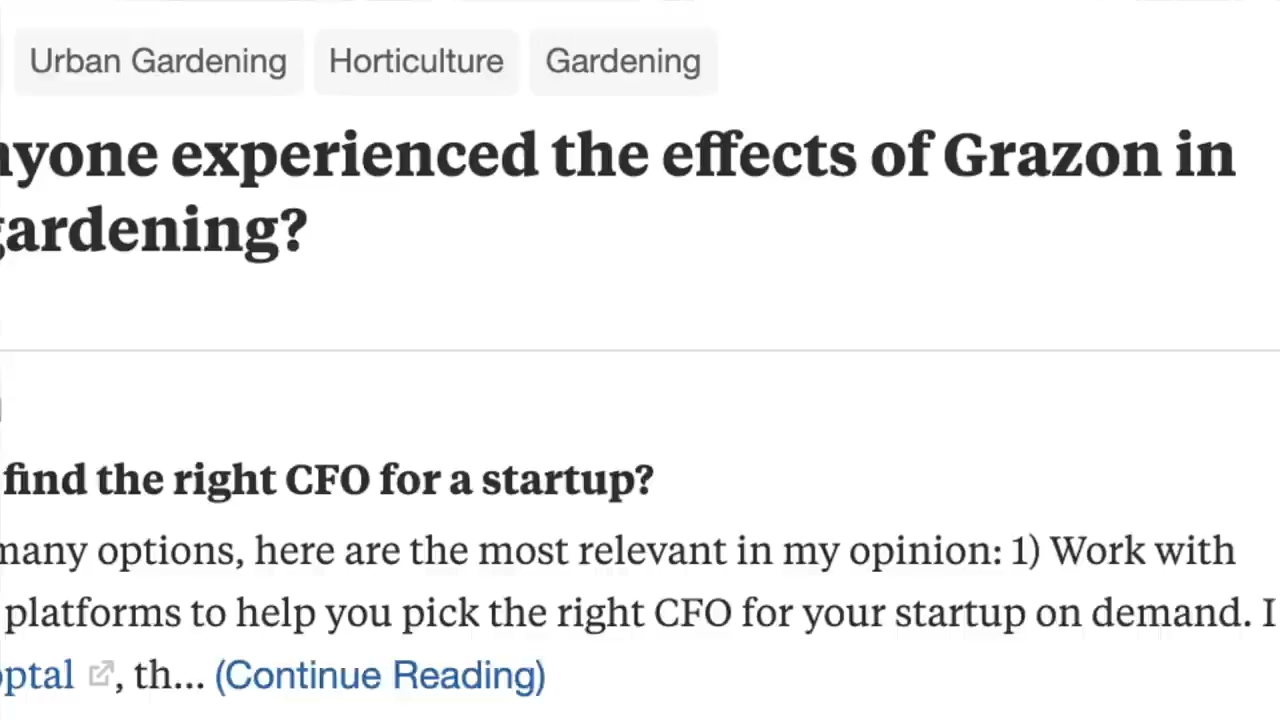 Urban Gardening Horticulture Gardening
nyone experienced the effects of Grazon in
gardening?
find the right CFO for a startup?
many options, here are the most relevant in my opinion: 1) Work with
platforms to help you pick the right CFO for your startup on demand. I
optal, th... (Continue Reading)